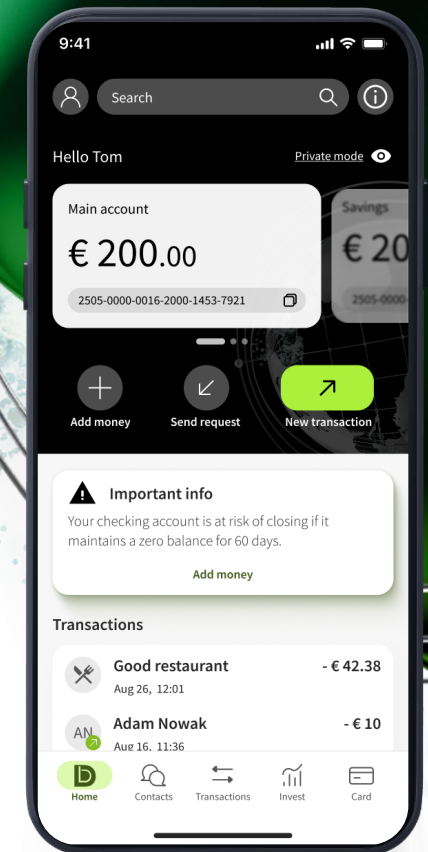 9:41
Search
Hello Tom
Private mode
Main account
Savings
€ 200.00
€ 20
2505-0000-0016-2000-1453-7921
2505-0000-
Add money
Send request
New transaction
Important info
Your checking account is at risk of closing if it
maintains a zero balance for 60 days.
Add money
Transactions
Good restaurant
- € 42.38
Aug 26, 12:01
AN
Adam Nowak
- € 10
Aug 16, 11:36
Home
Contacts
Transactions
Invest
Card